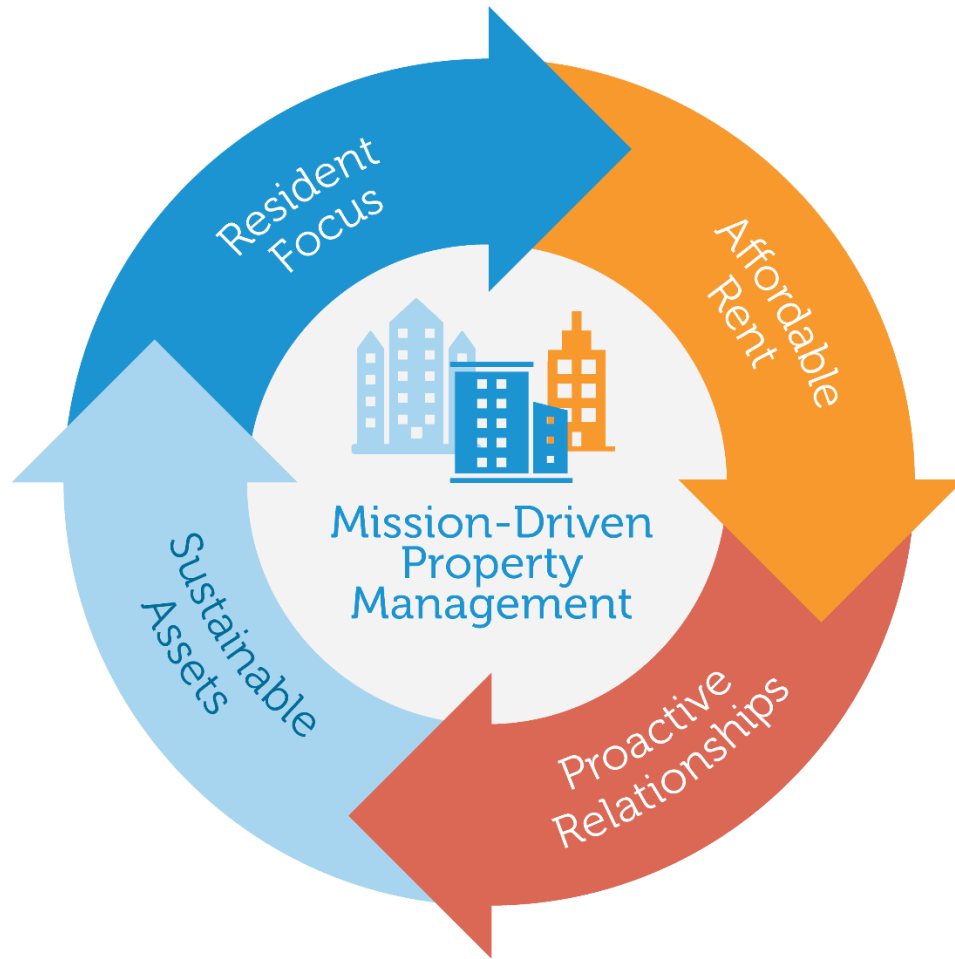 Resident
Focus
Affordable
Rent
Proactive
Relationships
Sustainable
Assets
Mission-Driven
Property
Management